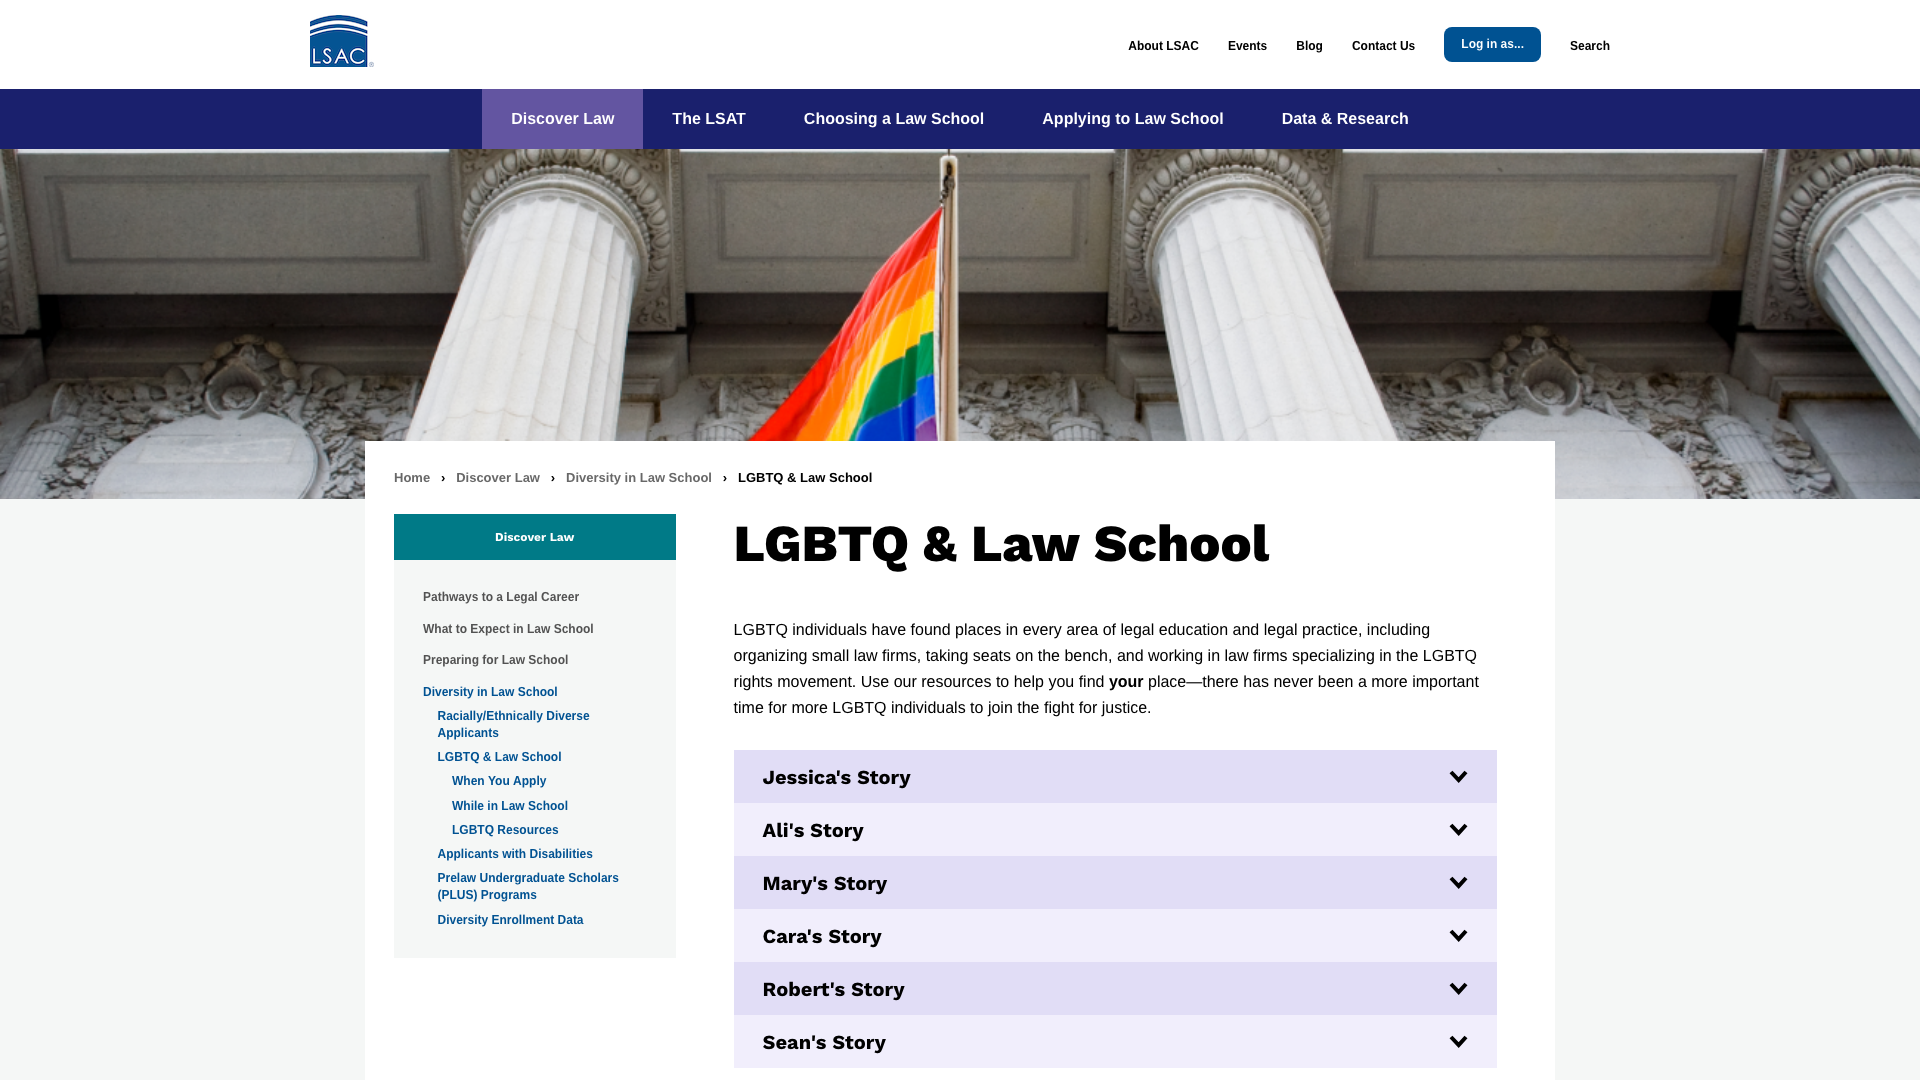 LSAC
About LSAC
Events
Blog
Contact Us
Log in as...
Search
Discover Law
The LSAT
Choosing a Law School
Applying to Law School
Data & Research
Home › Discover Law › Diversity in Law School › LGBTQ & Law School
Discover Law
Pathways to a Legal Career
What to Expect in Law School
Preparing for Law School
Diversity in Law School
Racially/Ethnically Diverse
Applicants
LGBTQ & Law School
When You Apply
While in Law School
LGBTQ Resources
Applicants with Disabilities
Prelaw Undergraduate Scholars
(PLUS) Programs
Diversity Enrollment Data
LGBTQ & Law School
LGBTQ individuals have found places in every area of legal education and legal practice, including
organizing small law firms, taking seats on the bench, and working in law firms specializing in the LGBTQ
rights movement. Use our resources to help you find your place—there has never been a more important
time for more LGBTQ individuals to join the fight for justice.
Jessica's Story
Ali's Story
Mary's Story
Cara's Story
Robert's Story
Sean's Story